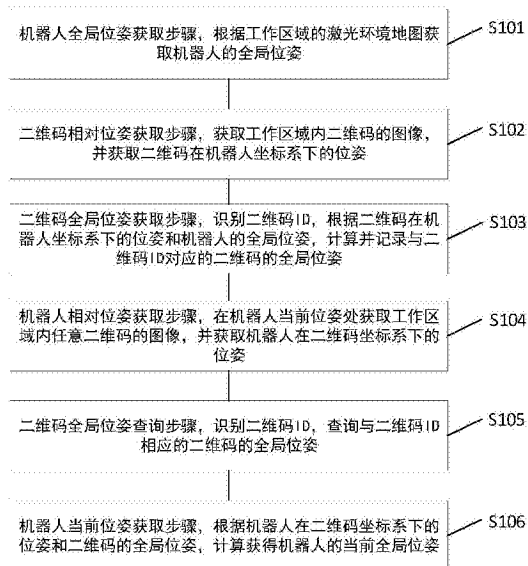 机器人全局位姿获取步骤，根据工作区域的激光环境地图获
取机器人的全局位姿
S101
二维码相对位姿获取步骤，获取工作区域内二维码的图像，
并获取二维码在机器人坐标系下的位姿
S102
二维码全局位姿获取步骤，识别二维码ID，根据二维码在机
器人坐标系下的位姿和机器人的全局位姿，计算并记录与二
维码ID对应的二维码的全局位姿
S103
机器人相对位姿获取步骤，在机器人当前位姿处获取工作区
域内任意二维码的图像，并获取机器人在二维码坐标系下的
位姿
S104
二维码全局位姿查询步骤，识别二维码ID，查询与二维码ID
相应的二维码的全局位姿
S105
机器人当前位姿获取步骤，根据机器人在二维码坐标系下的
位姿和二维码的全局位姿，计算获得机器人的当前全局位姿
S106